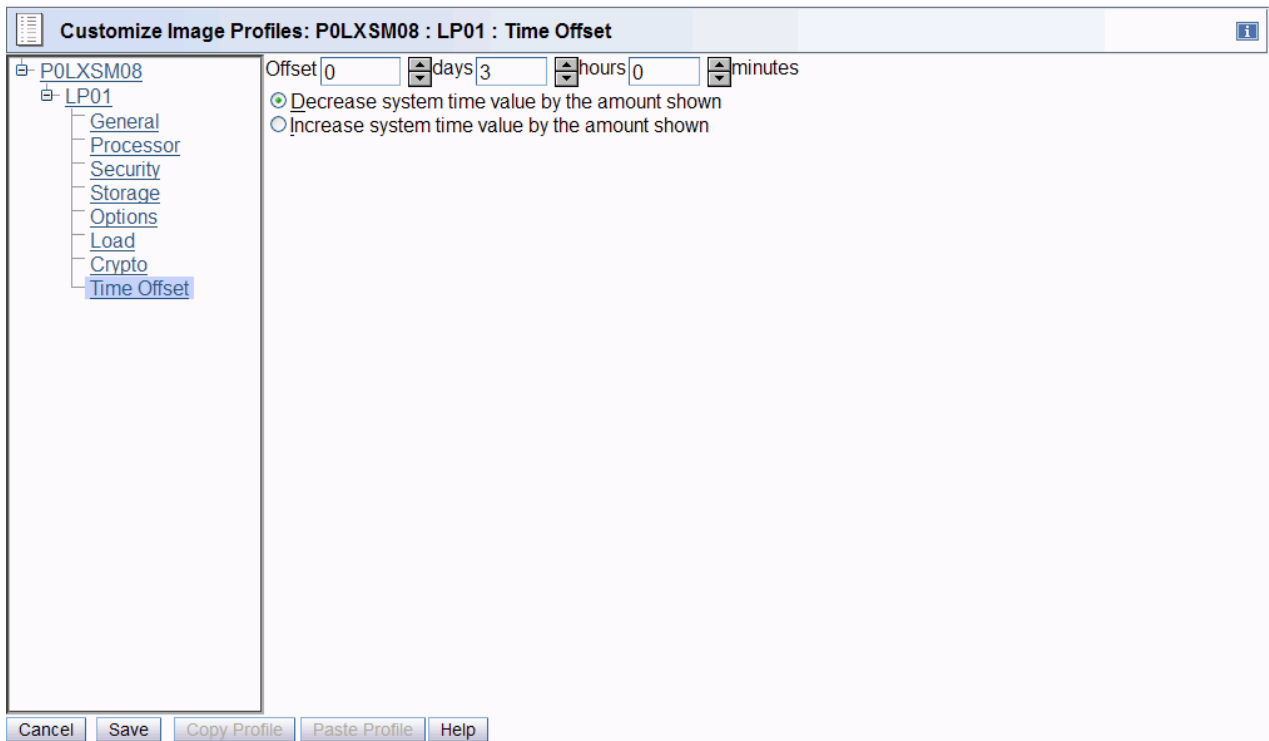 Customize Image Profiles: P0LXSM08 : LP01 : Time Offset
i
P0LXSM08
LP01
General
Processor
Security
Storage
Options
Load
Crypto
Time Offset
Offset 0 days 3 hours 0 minutes
Decrease system time value by the amount shown
Increase system time value by the amount shown
Cancel Save Copy Profile Paste Profile Help